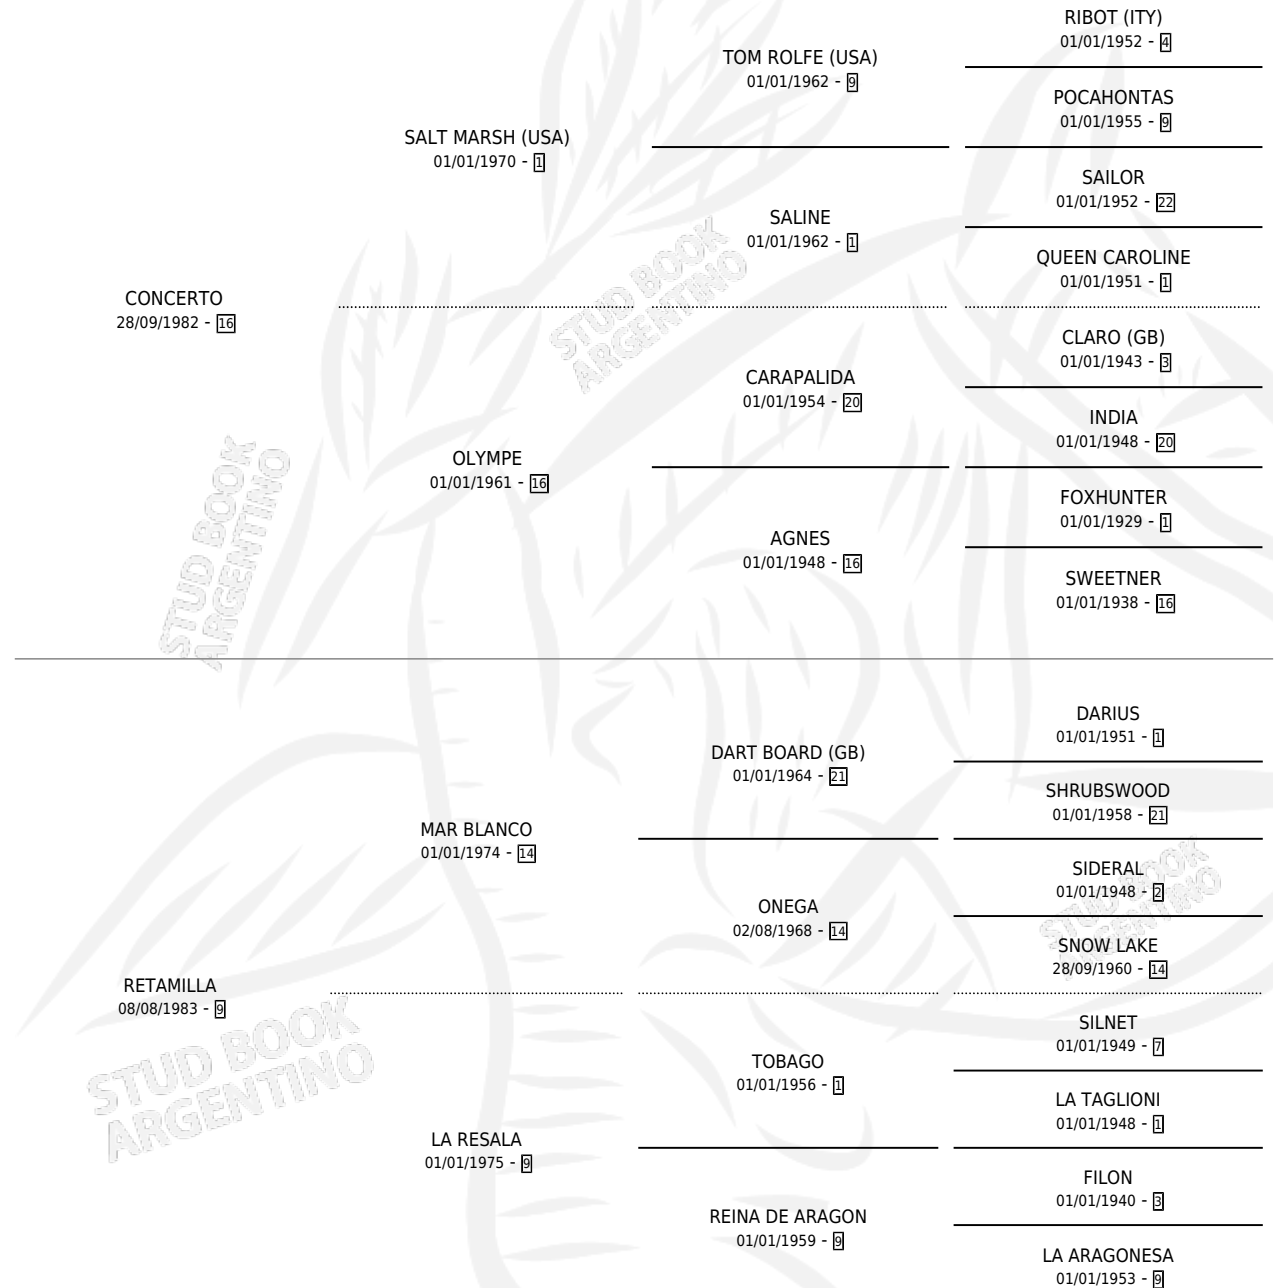 RIBOT (ITY)
01/01/1952 - 4
TOM ROLFE (USA)
01/01/1962 - 9
POCAHONTAS
01/01/1955 - 9
SALT MARSH (USA)
01/01/1970 - 1
SAILOR
01/01/1952 - 22
SALINE
01/01/1962 - 1
QUEEN CAROLINE
01/01/1951 - 1
CONCERTO
28/09/1982 - 16
CLARO (GB)
01/01/1943 - 3
CARAPALIDA
01/01/1954 - 20
INDIA
01/01/1948 - 20
OLYMPE
01/01/1961 - 16
FOXHUNTER
01/01/1929 - 1
AGNES
01/01/1948 - 16
SWEETNER
01/01/1938 - 16
DARIUS
01/01/1951 - 1
DART BOARD (GB)
01/01/1964 - 21
SHRUBSWOOD
01/01/1958 - 21
MAR BLANCO
01/01/1974 - 14
SIDERAL
01/01/1948 - 2
ONEGA
02/08/1968 - 14
SNOW LAKE
28/09/1960 - 14
RETAMILLA
08/08/1983 - 9
SILNET
01/01/1949 - 7
TOBAGO
01/01/1956 - 1
LA TAGLIONI
01/01/1948 - 1
LA RESALA
01/01/1975 - 9
FILON
01/01/1940 - 3
REINA DE ARAGON
01/01/1959 - 9
LA ARAGONESA
01/01/1953 - 9
STUD BOOK
ARGENTINO
STUD BOOK
ARGENTINO
STUD BOOK
ARGENTINO
STUD BOOK
ARGENTINO